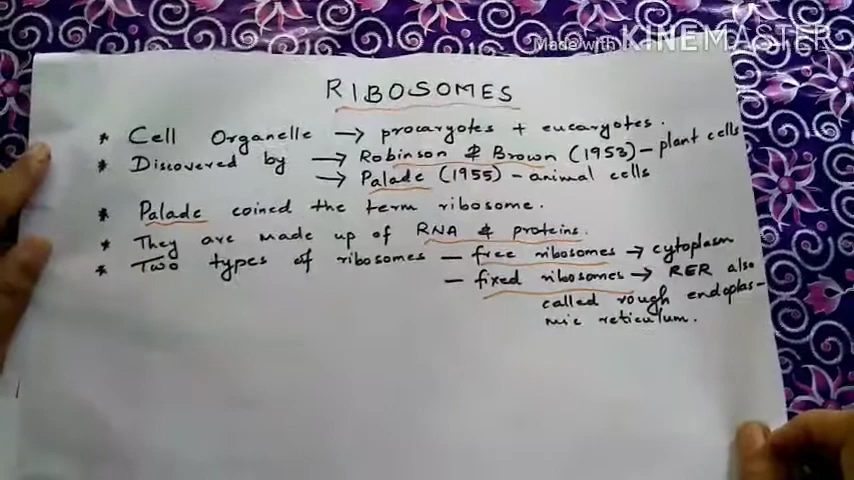 Made with KINEMASTER
RIBOSOMES
* Cell Organelle → procaryotes + eucaryotes.
* Discovered by → Robinson & Brown (1953) - plant cells
→ Palade (1955) - animal cells
* Palade coined the term ribosome.
* They are made up of RNA & proteins.
* Two types of ribosomes - free ribosomes → cytoplasm
- fixed ribosomes → RER also
called rough endoplas-
mic reticulum.